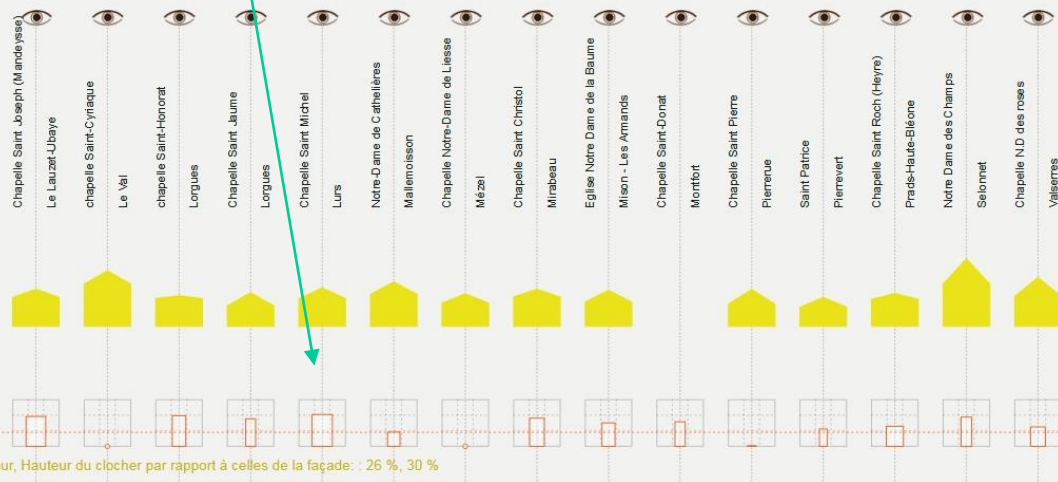 Chapelle Saint Joseph (Mandeysse)
Le Lauzet-Ubaye
chapelle Saint-Cyriaque
Le Val
chapelle Saint-Honorat
Lorgues
Chapelle Saint Jaume
Lorgues
Chapelle Saint Michel
Lurs
Notre-Dame de Cathelières
Mallemoisson
Chapelle Notre-Dame de Liesse
Mézel
Chapelle Saint Christol
Mirabeau
Eglise Notre Dame de la Baume
Mison - Les Armands
Chapelle Saint-Donat
Montfort
Chapelle Saint Pierre
Pierrerue
Saint Patrice
Pierrevert
Chapelle Saint Roch (Heyre)
Prads-Haute-Bléone
Notre Dame des Champs
Selonnet
Chapelle N.D des roses
Valserres
ur, Hauteur du clocher par rapport à celles de la façade: : 26 %, 30 %